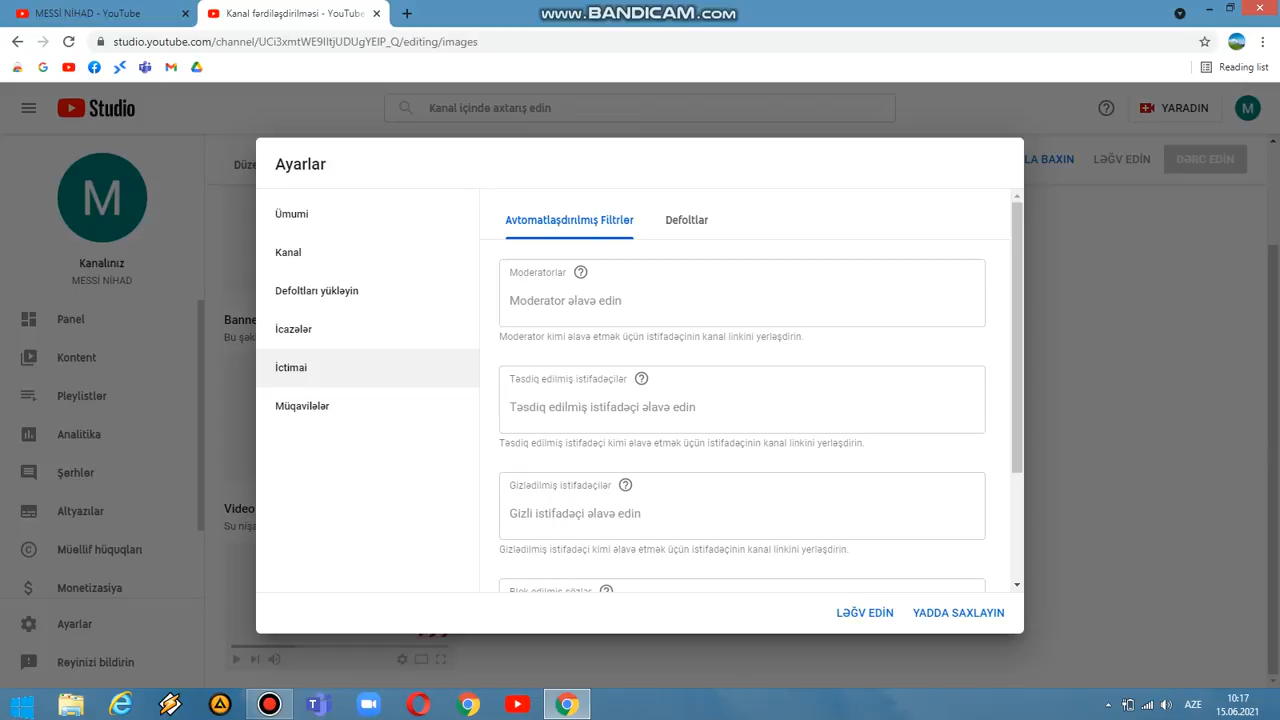 MESSİ NİHAD - YouTube
Kanal fərdiləşdirilməsi - YouTube
www.BANDICAM.com
studio.youtube.com/channel/UCi3xmtWE9IltjUDUgYEIP_Q/editing/images
Reading list
Studio
Kanal içində axtarış edin
YARADIN
M
M
Kanalınız
MESSİ NİHAD
Panel
Kontent
Pleylistlər
Analitika
Şərhlər
Altyazılar
Müəllif hüquqları
Monetizasiya
Ayarlar
Rəyinizi bildirin
LA BAXIN
LƏĞV EDİN
DƏRC EDİN
Ayarlar
Ümumi
Kanal
Defoltları yükləyin
İcazələr
İctimai
Müqavilələr
Avtomatlaşdırılmış Filtrlər
Defoltlar
Moderatorlar
Moderator əlavə edin
Moderator kimi əlavə etmək üçün istifadəçinin kanal linkini yerləşdirin.
Təsdiq edilmiş istifadəçilər
Təsdiq edilmiş istifadəçi əlavə edin
Təsdiq edilmiş istifadəçi kimi əlavə etmək üçün istifadəçinin kanal linkini yerləşdirin.
Gizlədilmiş istifadəçilər
Gizli istifadəçi əlavə edin
Gizlədilmiş istifadəçi kimi əlavə etmək üçün istifadəçinin kanal linkini yerləşdirin.
Blok edilmiş sözlər
LƏĞV EDİN
YADDA SAXLAYIN
AZE
10:17
15.06.2021